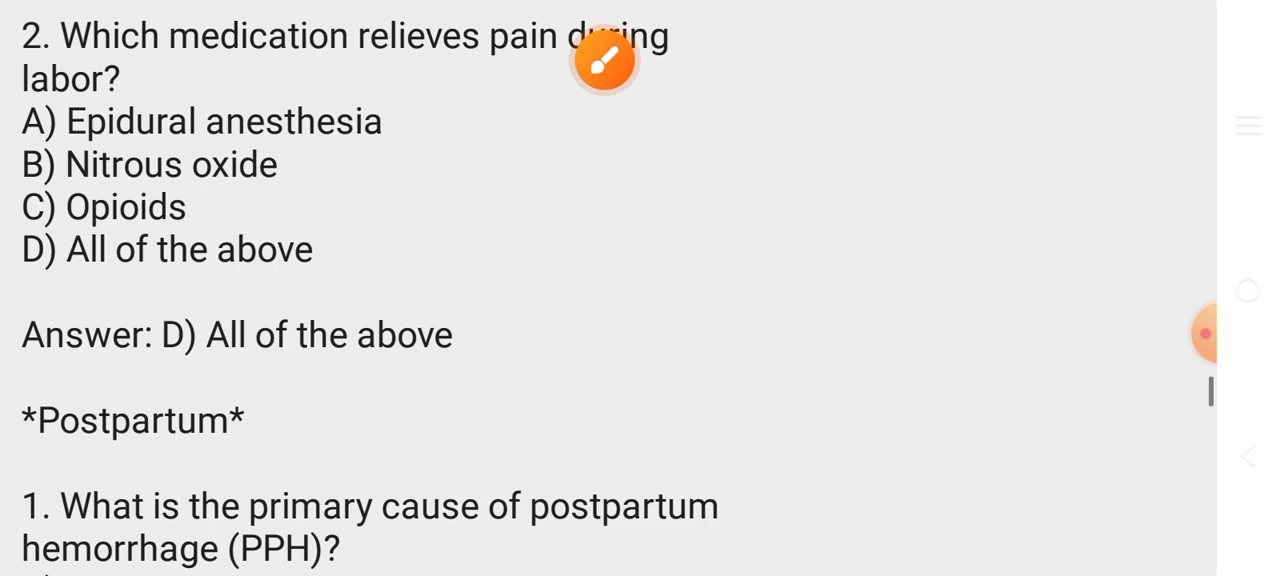 2. Which medication relieves pain during
labor?
A) Epidural anesthesia
B) Nitrous oxide
C) Opioids
D) All of the above
Answer: D) All of the above
*Postpartum*
1. What is the primary cause of postpartum
hemorrhage (PPH)?